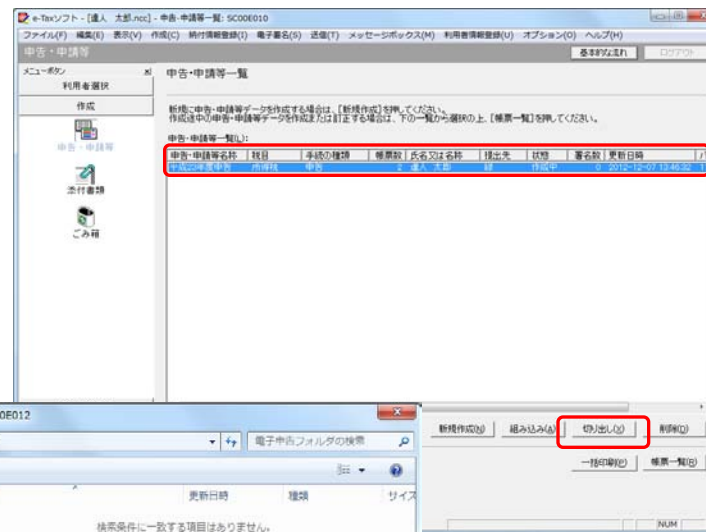 e-Taxソフト - [達人 太郎.ncc] - 申告・申請等一覧: SC00E010
ファイル(F) 編集(E) 表示(V) 作成(C) 納付情報登録(I) 電子署名(S) 送信(T) メッセージボックス(M) 利用者情報登録(U) オプション(O) ヘルプ(H)
申告・申請等 基本的な流れ ログアウト
メニューボタン
利用者選択
作成
申告・申請等
添付書類
ごみ箱
申告・申請等一覧
新規に申告・申請等データを作成する場合は、[新規作成]を押してください。
作成途中の申告・申請等データを作成または訂正する場合は、下の一覧から選択の上、[帳票一覧]を押してください。
申告・申請等一覧(L):
申告・申請等名称 税目 手続の種類 帳票数 氏名又は名称 提出先 状態 署名数 更新日時
平成23年度申告 所得税 申告 2 達人 太郎 緑 作成中 0 2012-12-07 13:46:32
0E012
電子申告フォルダの検索
更新日時 種類 サイズ
検索条件に一致する項目はありません。
新規作成(N) 組み込み(A) 切り出し(X) 削除(D)
一括印刷(P) 帳票一覧(R)
NUM